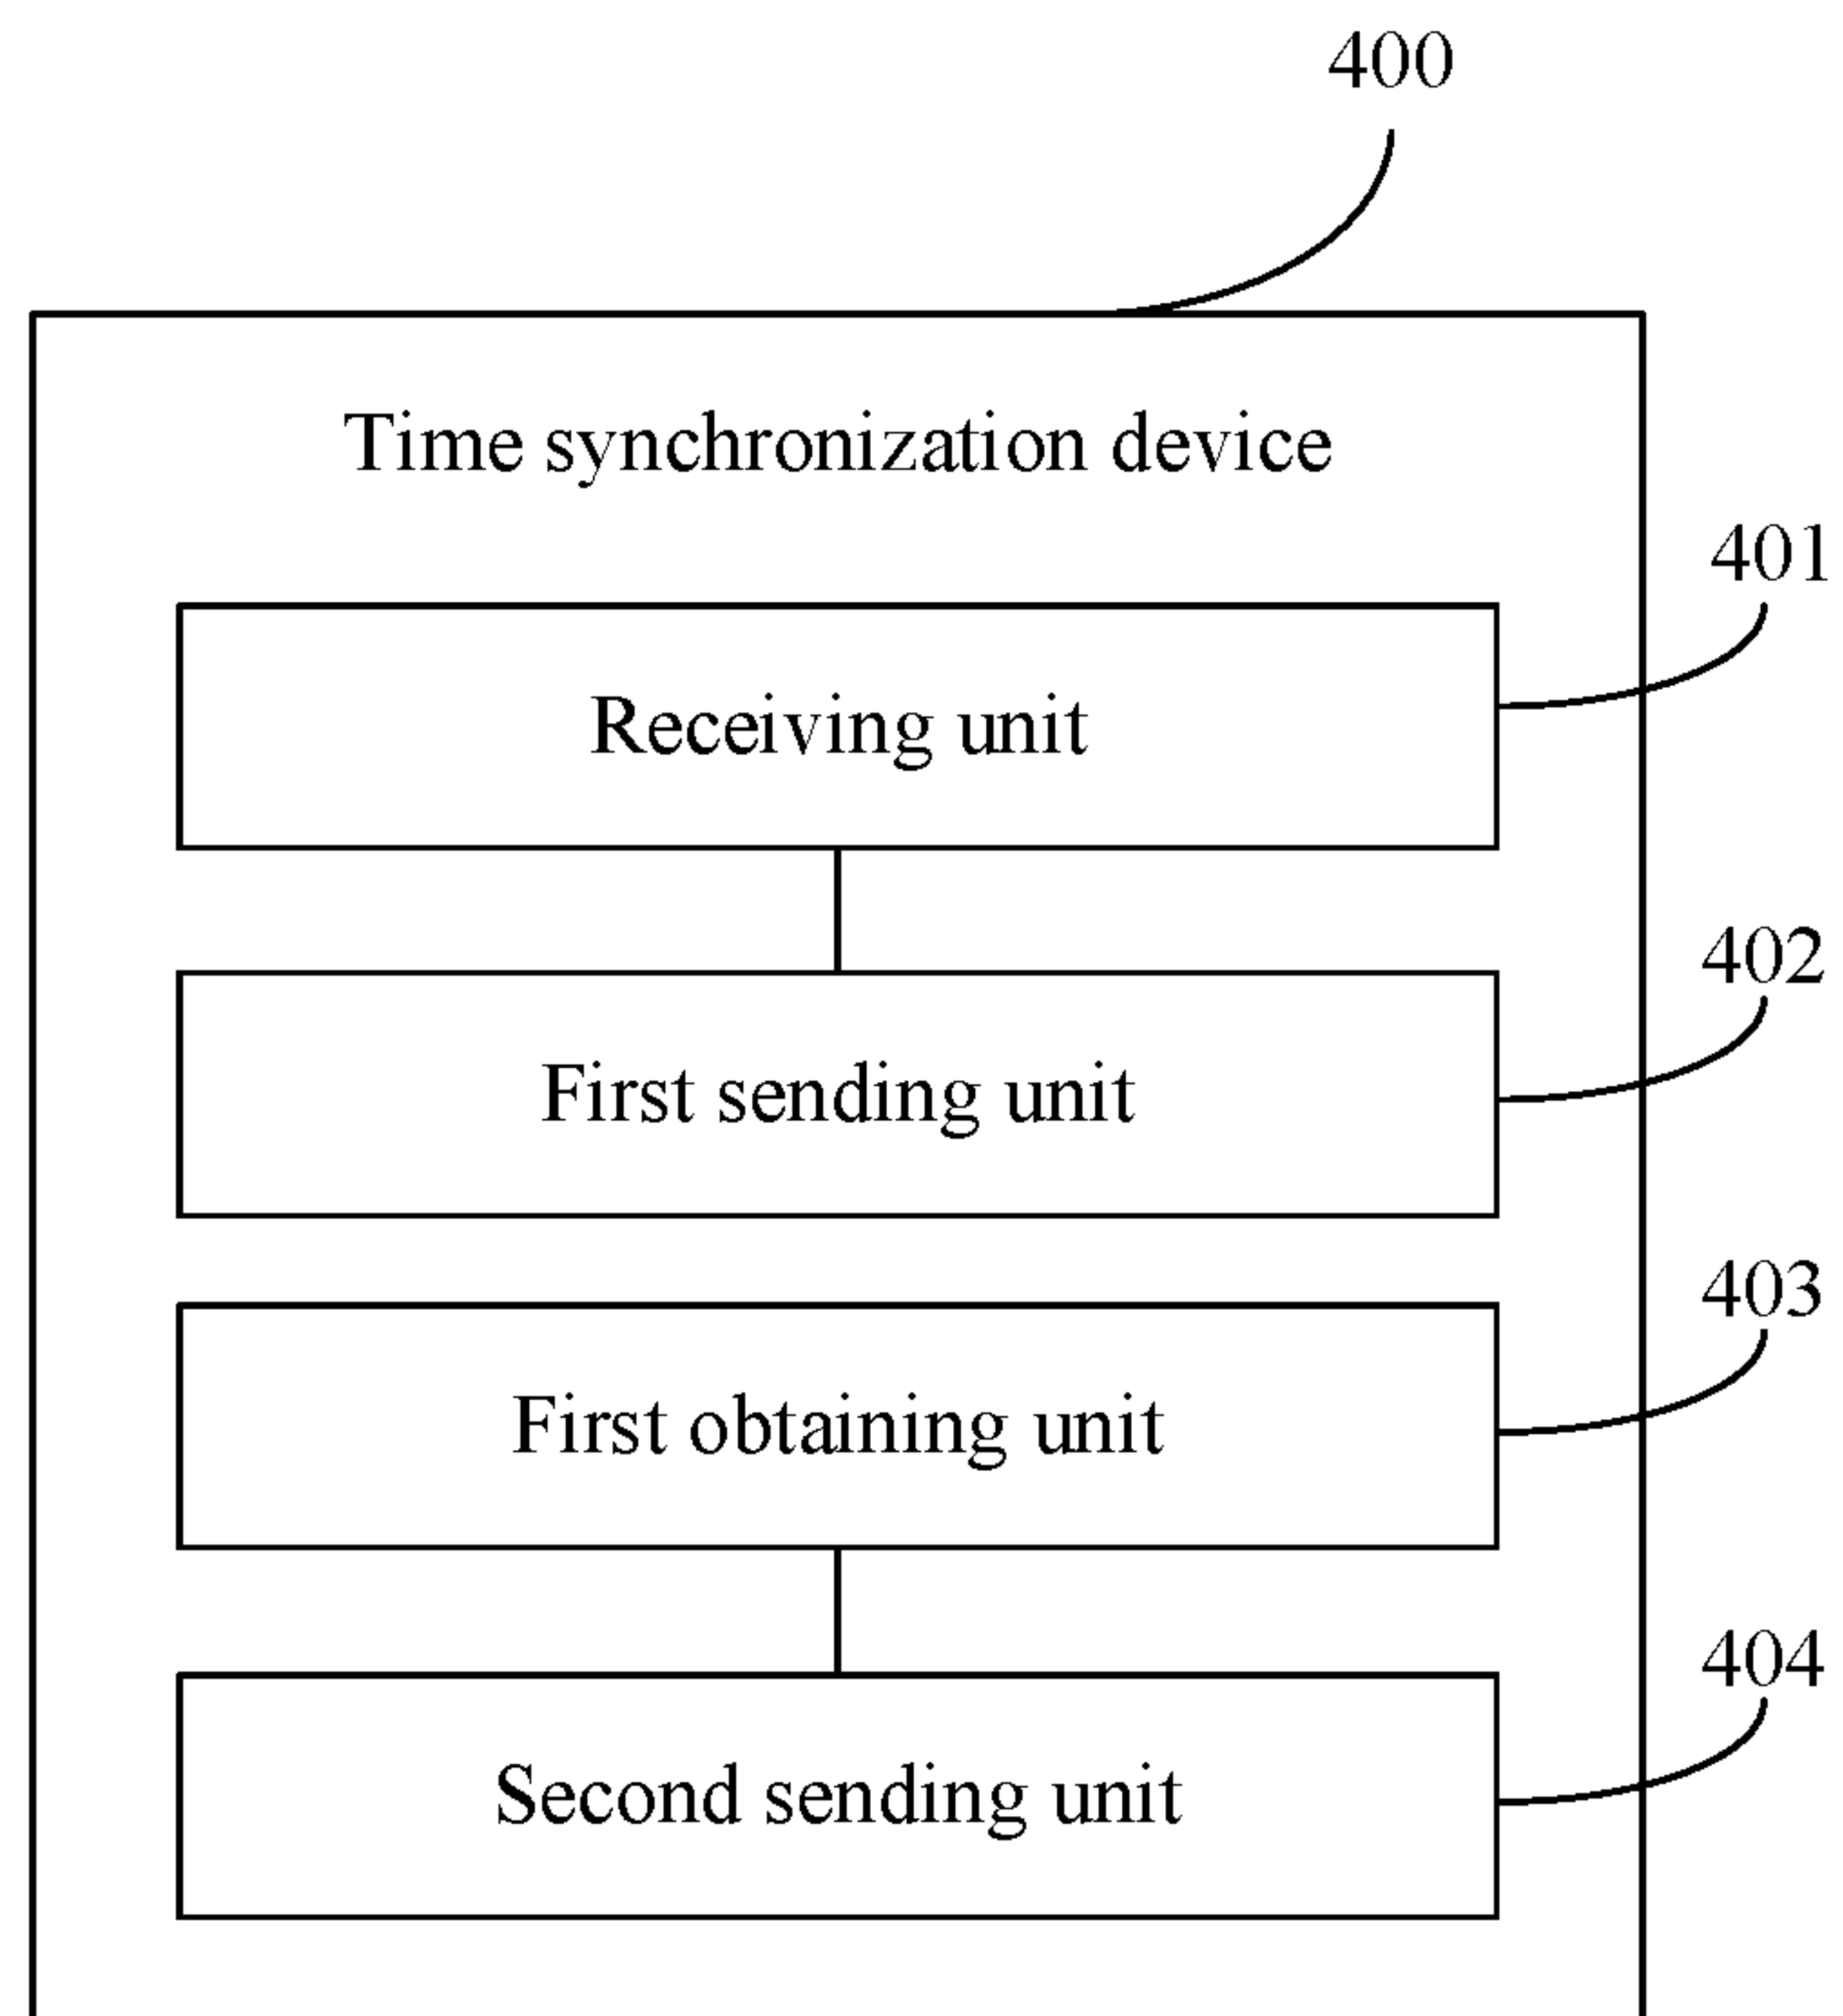 400
Time synchronization device
401
Receiving unit
402
First sending unit
403
First obtaining unit
404
Second sending unit